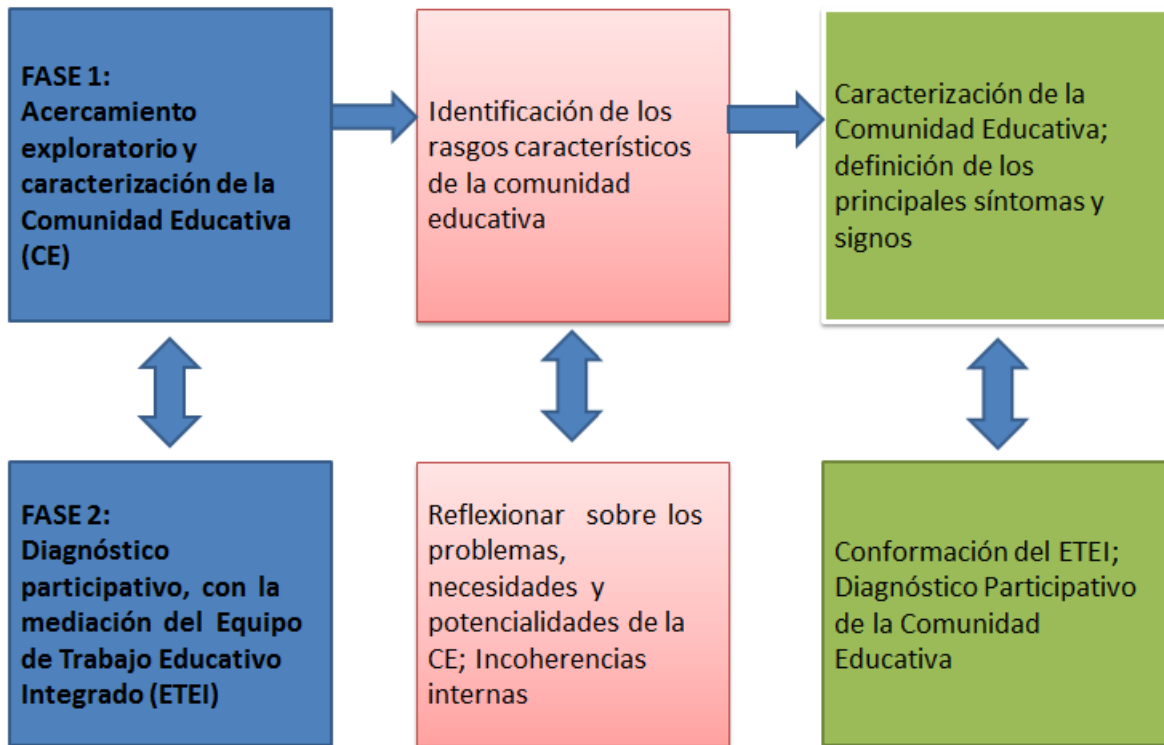 FASE 1:
Acercamiento
exploratorio y
caracterización de la
Comunidad Educativa
(CE)
Identificación de los
rasgos característicos
de la comunidad
educativa
Caracterización de la
Comunidad Educativa;
definición de los
principales síntomas y
signos
FASE 2:
Diagnóstico
participativo, con la
mediación del Equipo
de Trabajo Educativo
Integrado (ETEI)
Reflexionar sobre los
problemas,
necesidades y
potencialidades de la
CE; Incoherencias
internas
Conformación del ETEI;
Diagnóstico Participativo
de la Comunidad
Educativa